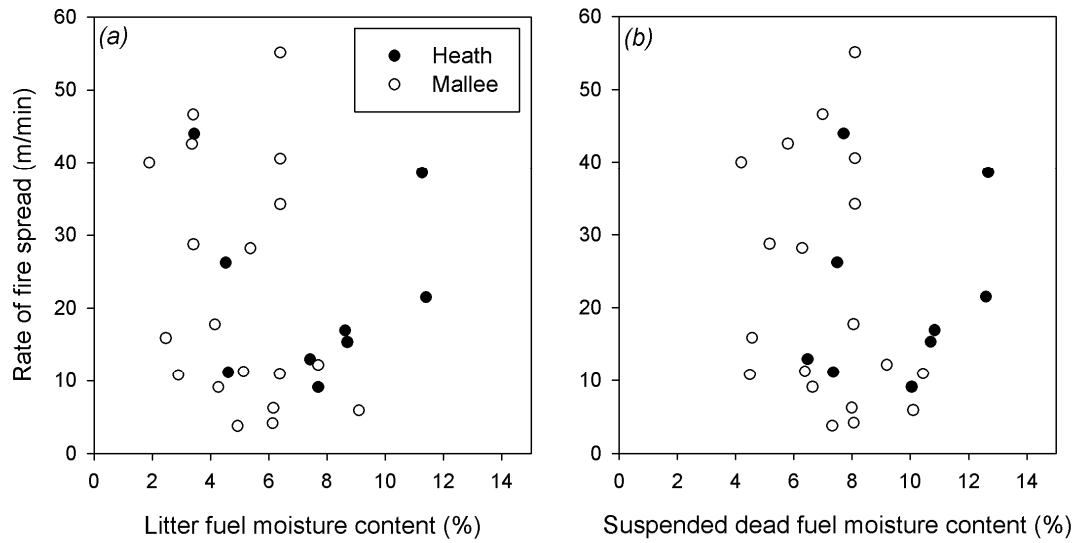 Rate of fire spread (m/min)
60
50
40
30
20
10
0
(a)
Heath
Mallee
0 2 4 6 8 10 12 14
Litter fuel moisture content (%)
60
50
40
30
20
10
0
(b)
0 2 4 6 8 10 12 14
Suspended dead fuel moisture content (%)